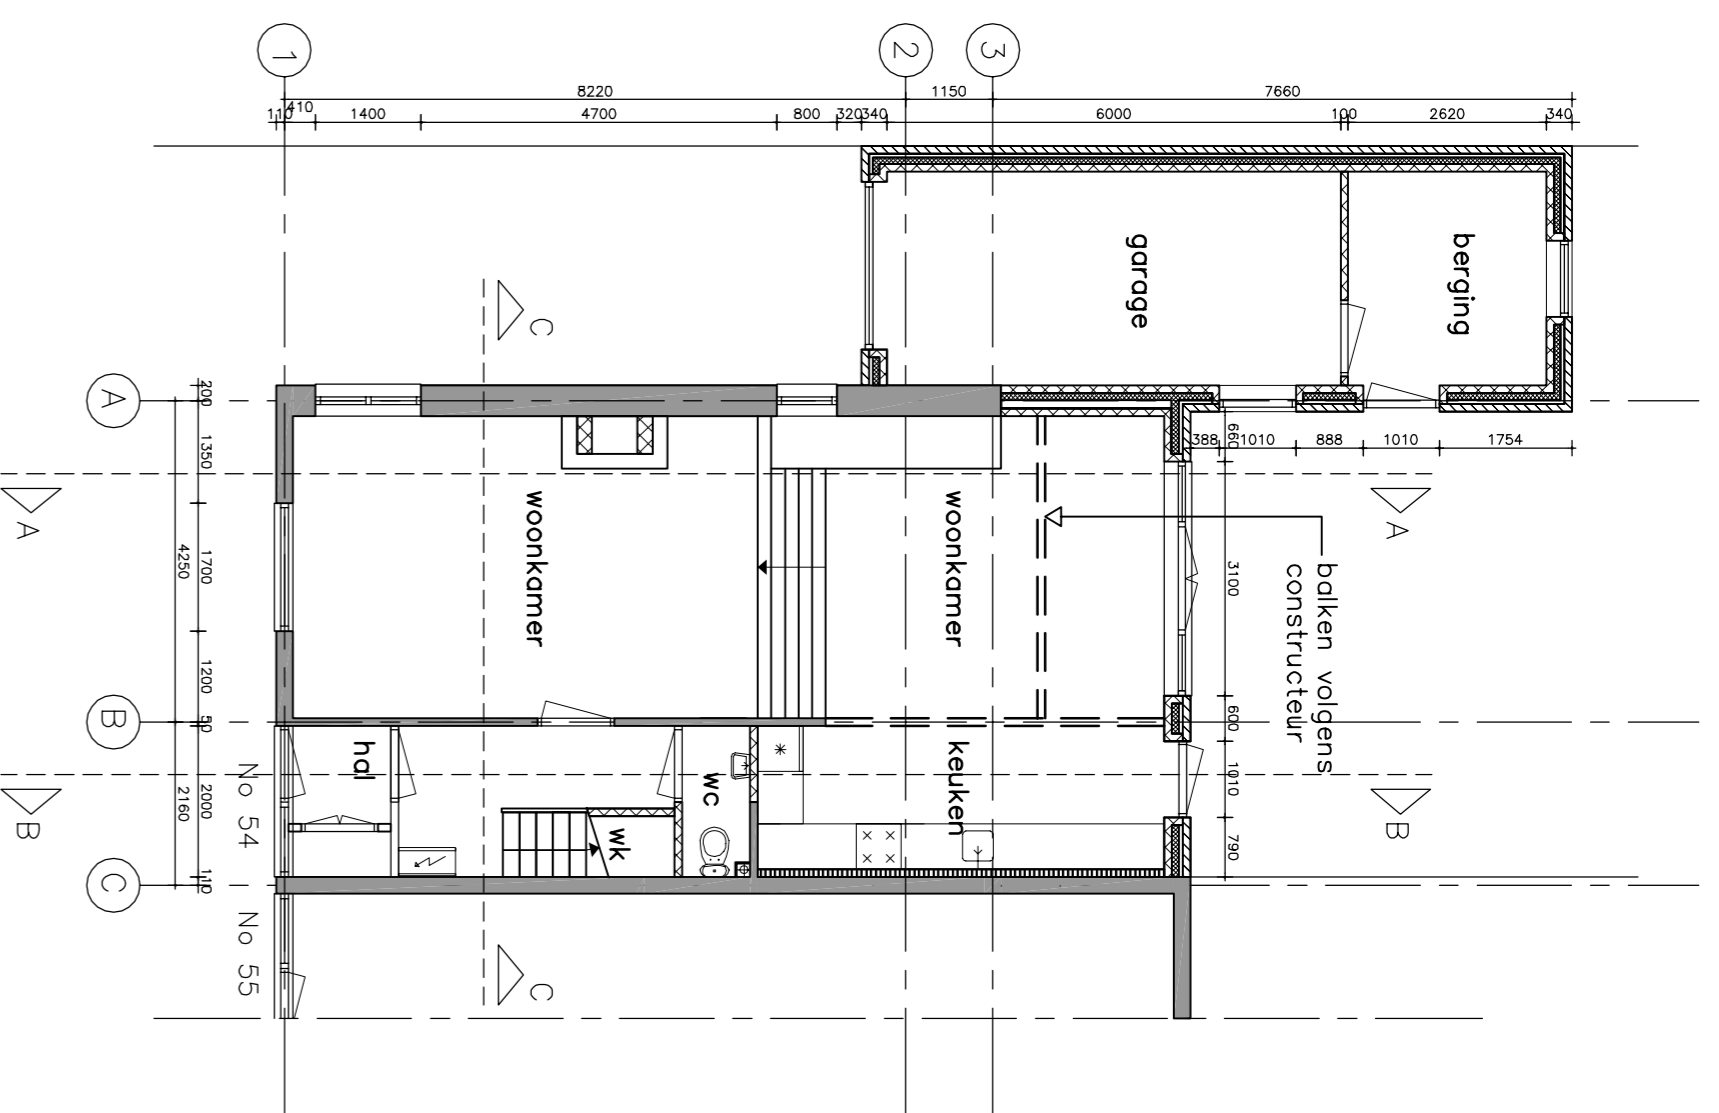 1
2
3
8220
1150
7660
110
410
1400
4700
800
320
340
6000
100
2620
340
garage
berging
C
A
200
388
1010
888
1010
1754
660
1350
A
A
woonkamer
woonkamer
1700
4250
3100
balken volgens
constructeur
1200
B
50
600
hal
wc
keuken
No 54
2000
2160
1010
B
B
wk
790
C
110
No 55
C